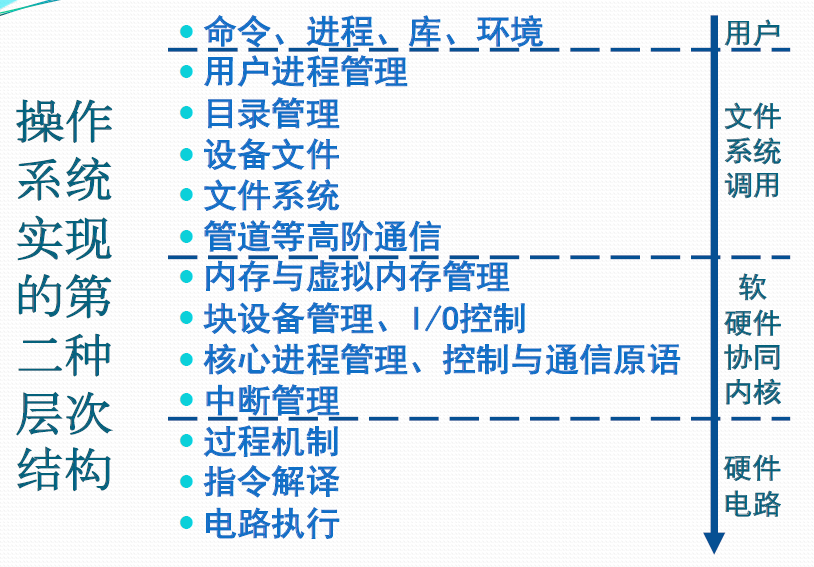 操作
系统
实现
的第
二种
层次
结构
命令、进程、库、环境
用户进程管理
目录管理
设备文件
文件系统
管道等高阶通信
内存与虚拟内存管理
块设备管理、I/O控制
核心进程管理、控制与通信原语
中断管理
过程机制
指令解译
电路执行
用户
文件
系统
调用
软
硬件
协同
内核
硬件
电路